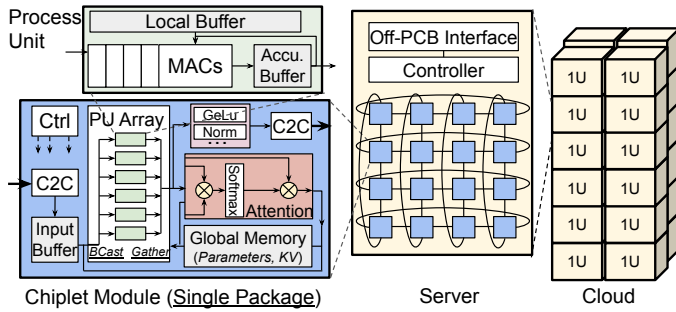 Process
Unit
Local Buffer
MACs
Accu.
Buffer
Ctrl
PU Array
GeLu
Norm
...
C2C
C2C
Softmax
Attention
Input
Buffer
BCast Gather
Global Memory
(Parameters, KV)
Chiplet Module (Single Package)
Off-PCB Interface
Controller
Server
1U 1U
1U 1U
1U 1U
1U 1U
1U 1U
1U 1U
Cloud